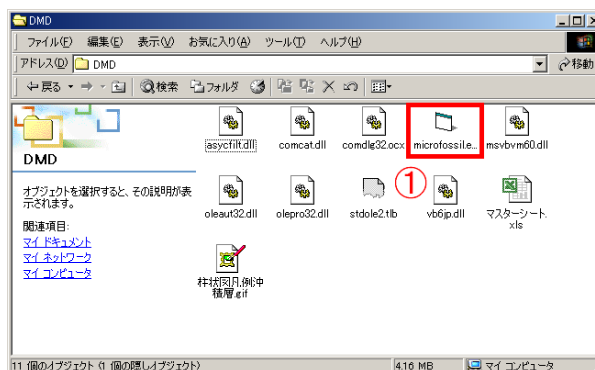 DMD
ファイル(F) 編集(E) 表示(V) お気に入り(A) ツール(T) ヘルプ(H)
アドレス(D) DMD 移動
戻る 検索 フォルダ
DMD
オブジェクトを選択すると、その説明が表
示されます。
関連項目:
マイ ドキュメント
マイ ネットワーク
マイ コンピュータ
asycfilt.dll comcat.dll comdlg32.ocx microfossil.e... msvbvm60.dll
①
oleaut32.dll olepro32.dll stdole2.tlb vb6jp.dll マスターシート.
xls
柱状図凡例沖
積層.gif
11 個のオブジェクト (1 個の隠しオブジェクト) 4.16 MB マイ コンピュータ